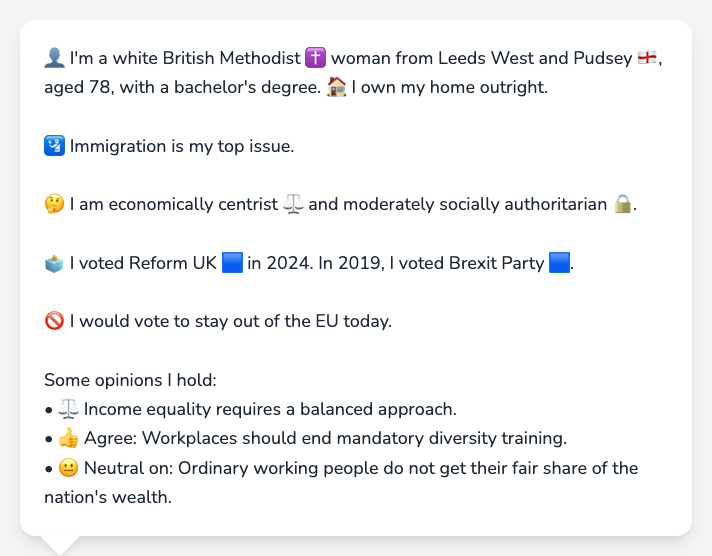 👤 I'm a white British Methodist ✝️ woman from Leeds West and Pudsey 🏴󠁧󠁢󠁥󠁮󠁧󠁿,
aged 78, with a bachelor's degree. 🏠 I own my home outright.
🛂 Immigration is my top issue.
🤔 I am economically centrist ⚖️ and moderately socially authoritarian 🔒.
🗳️ I voted Reform UK 🟦 in 2024. In 2019, I voted Brexit Party 🟦.
🚫 I would vote to stay out of the EU today.
Some opinions I hold:
• ⚖️ Income equality requires a balanced approach.
• 👍 Agree: Workplaces should end mandatory diversity training.
• 😐 Neutral on: Ordinary working people do not get their fair share of the
nation's wealth.